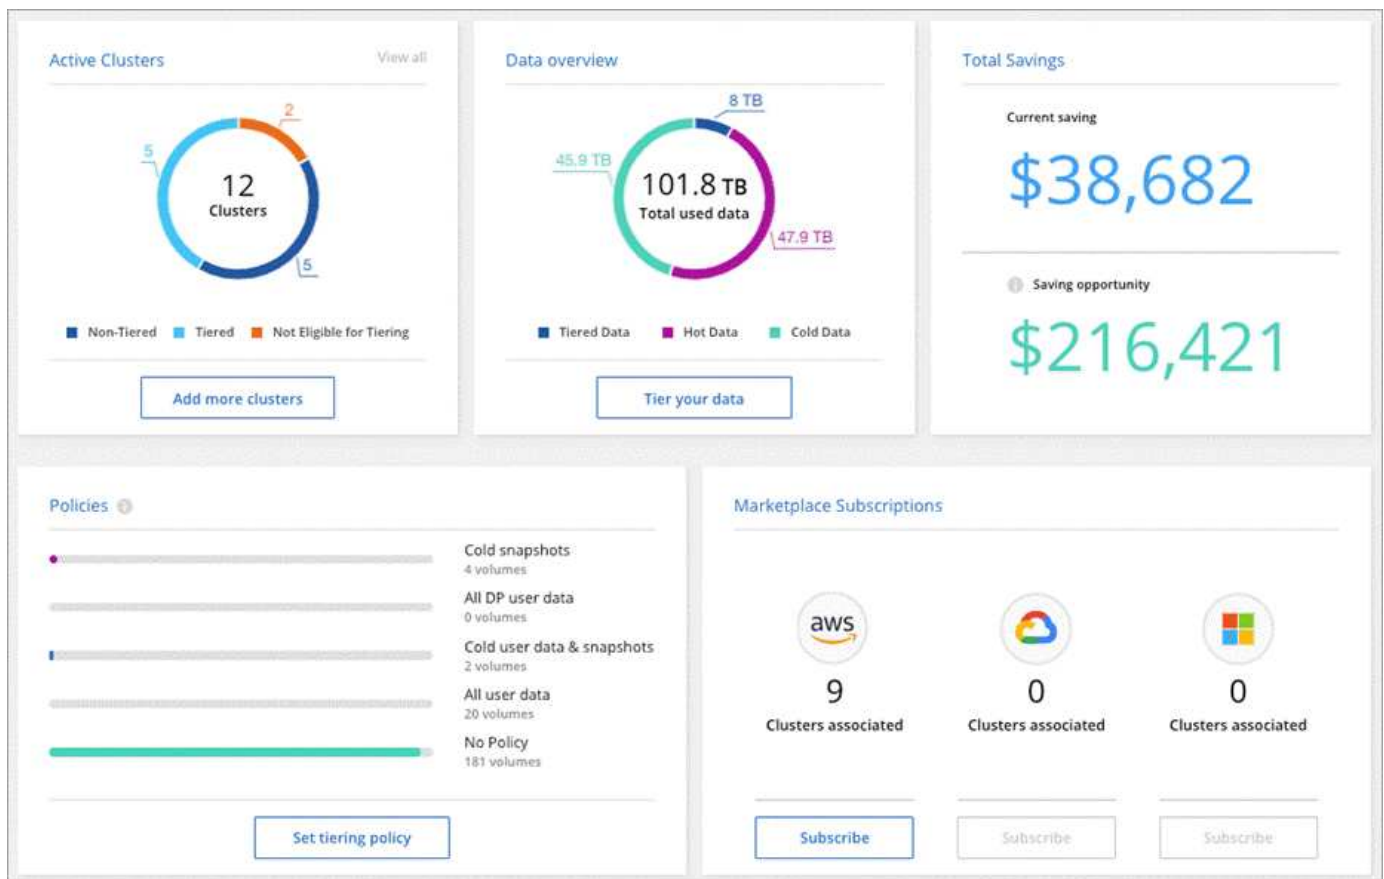 Active Clusters
View all
2
5
12
Clusters
5
Non-Tiered
Tiered
Not Eligible for Tiering
Add more clusters
Data overview
8 TB
45.9 TB
101.8 TB
Total used data
47.9 TB
Tiered Data
Hot Data
Cold Data
Tier your data
Total Savings
Current saving
$38,682
Saving opportunity
$216,421
Policies
Cold snapshots
4 volumes
All DP user data
0 volumes
Cold user data & snapshots
2 volumes
All user data
20 volumes
No Policy
181 volumes
Set tiering policy
Marketplace Subscriptions
aws
9
Clusters associated
Subscribe
0
Clusters associated
Subscribe
0
Clusters associated
Subscribe